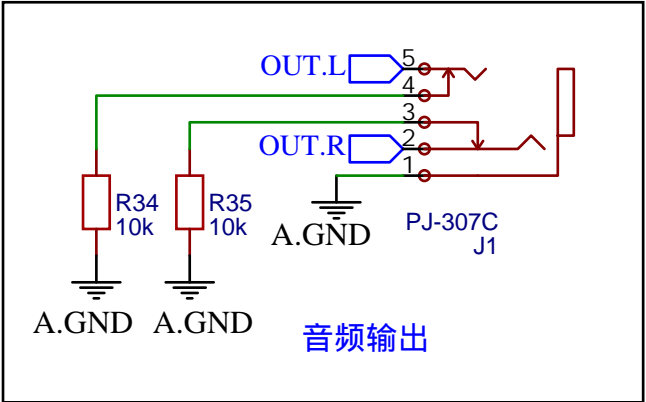 OUT.L
5
4
3
OUT.R
2
1
R34
10k
R35
10k
A.GND
PJ-307C
J1
A.GND
A.GND
音频输出